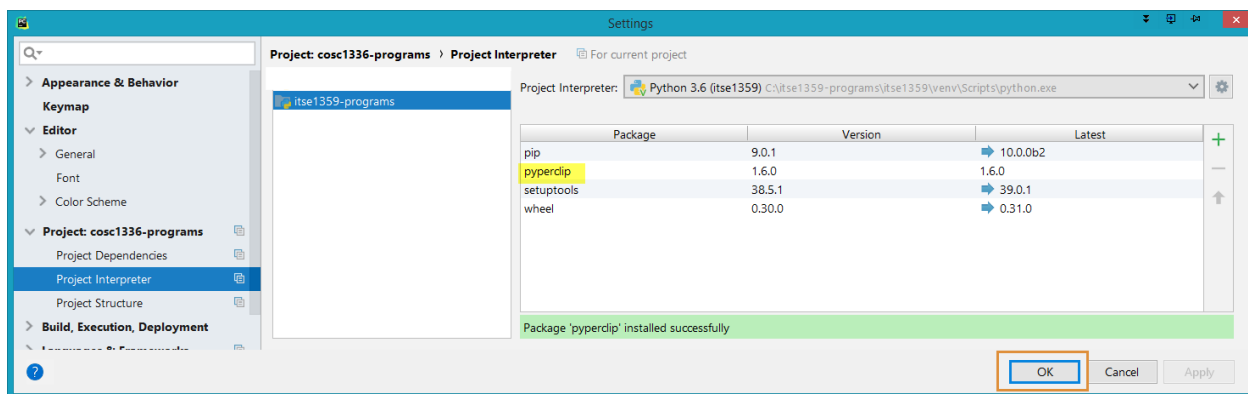 Settings
Project: cosc1336-programs › Project Interpreter For current project
Appearance & Behavior
Keymap
Editor
General
Font
Color Scheme
Project: cosc1336-programs
Project Dependencies
Project Interpreter
Project Structure
Build, Execution, Deployment
Languages & Frameworks
itse1359-programs
Project Interpreter: Python 3.6 (itse1359) C:\itse1359-programs\itse1359\venv\Scripts\python.exe
Package Version Latest
pip 9.0.1 10.0.0b2
pyperclip 1.6.0 1.6.0
setuptools 38.5.1 39.0.1
wheel 0.30.0 0.31.0
Package 'pyperclip' installed successfully
? OK Cancel Apply